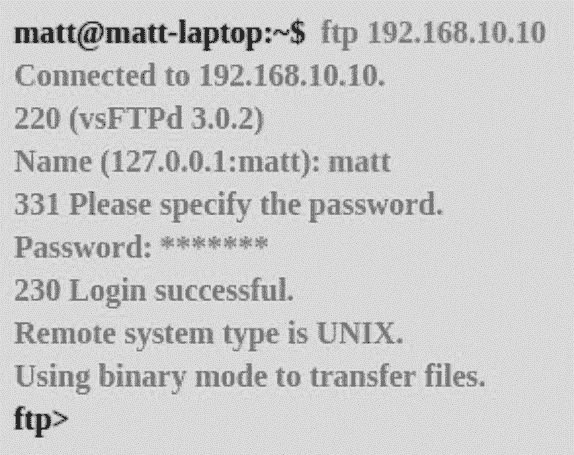 matt@matt-laptop:~$ ftp 192.168.10.10
Connected to 192.168.10.10.
220 (vsFTPd 3.0.2)
Name (127.0.0.1:matt): matt
331 Please specify the password.
Password: *******
230 Login successful.
Remote system type is UNIX.
Using binary mode to transfer files.
ftp>